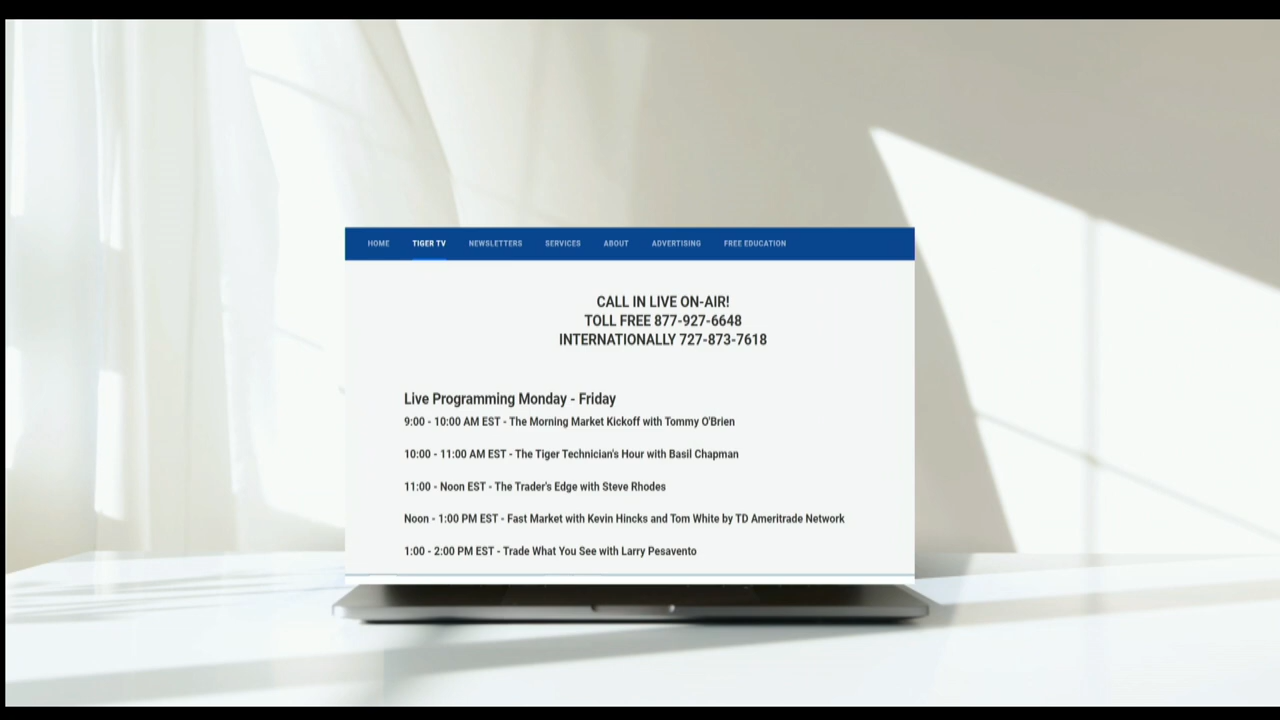 HOME TIGER TV NEWSLETTERS SERVICES ABOUT ADVERTISING FREE EDUCATION
CALL IN LIVE ON-AIR!
TOLL FREE 877-927-6648
INTERNATIONALLY 727-873-7618
Live Programming Monday - Friday
9:00 - 10:00 AM EST - The Morning Market Kickoff with Tommy O'Brien
10:00 - 11:00 AM EST - The Tiger Technician's Hour with Basil Chapman
11:00 - Noon EST - The Trader's Edge with Steve Rhodes
Noon - 1:00 PM EST - Fast Market with Kevin Hincks and Tom White by TD Ameritrade Network
1:00 - 2:00 PM EST - Trade What You See with Larry Pesavento